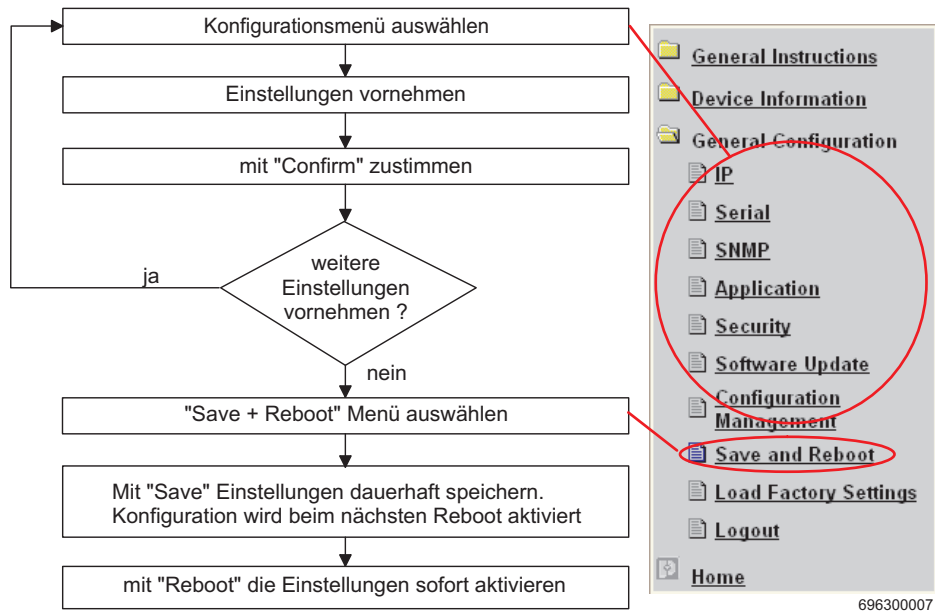 Konfigurationsmenü auswählen
Einstellungen vornehmen
mit "Confirm" zustimmen
weitere
Einstellungen
vornehmen ?
ja
nein
"Save + Reboot" Menü auswählen
Mit "Save" Einstellungen dauerhaft speichern.
Konfiguration wird beim nächsten Reboot aktiviert
mit "Reboot" die Einstellungen sofort aktivieren
General Instructions
Device Information
General Configuration
IP
Serial
SNMP
Application
Security
Software Update
Configuration
Management
Save and Reboot
Load Factory Settings
Logout
Home
696300007